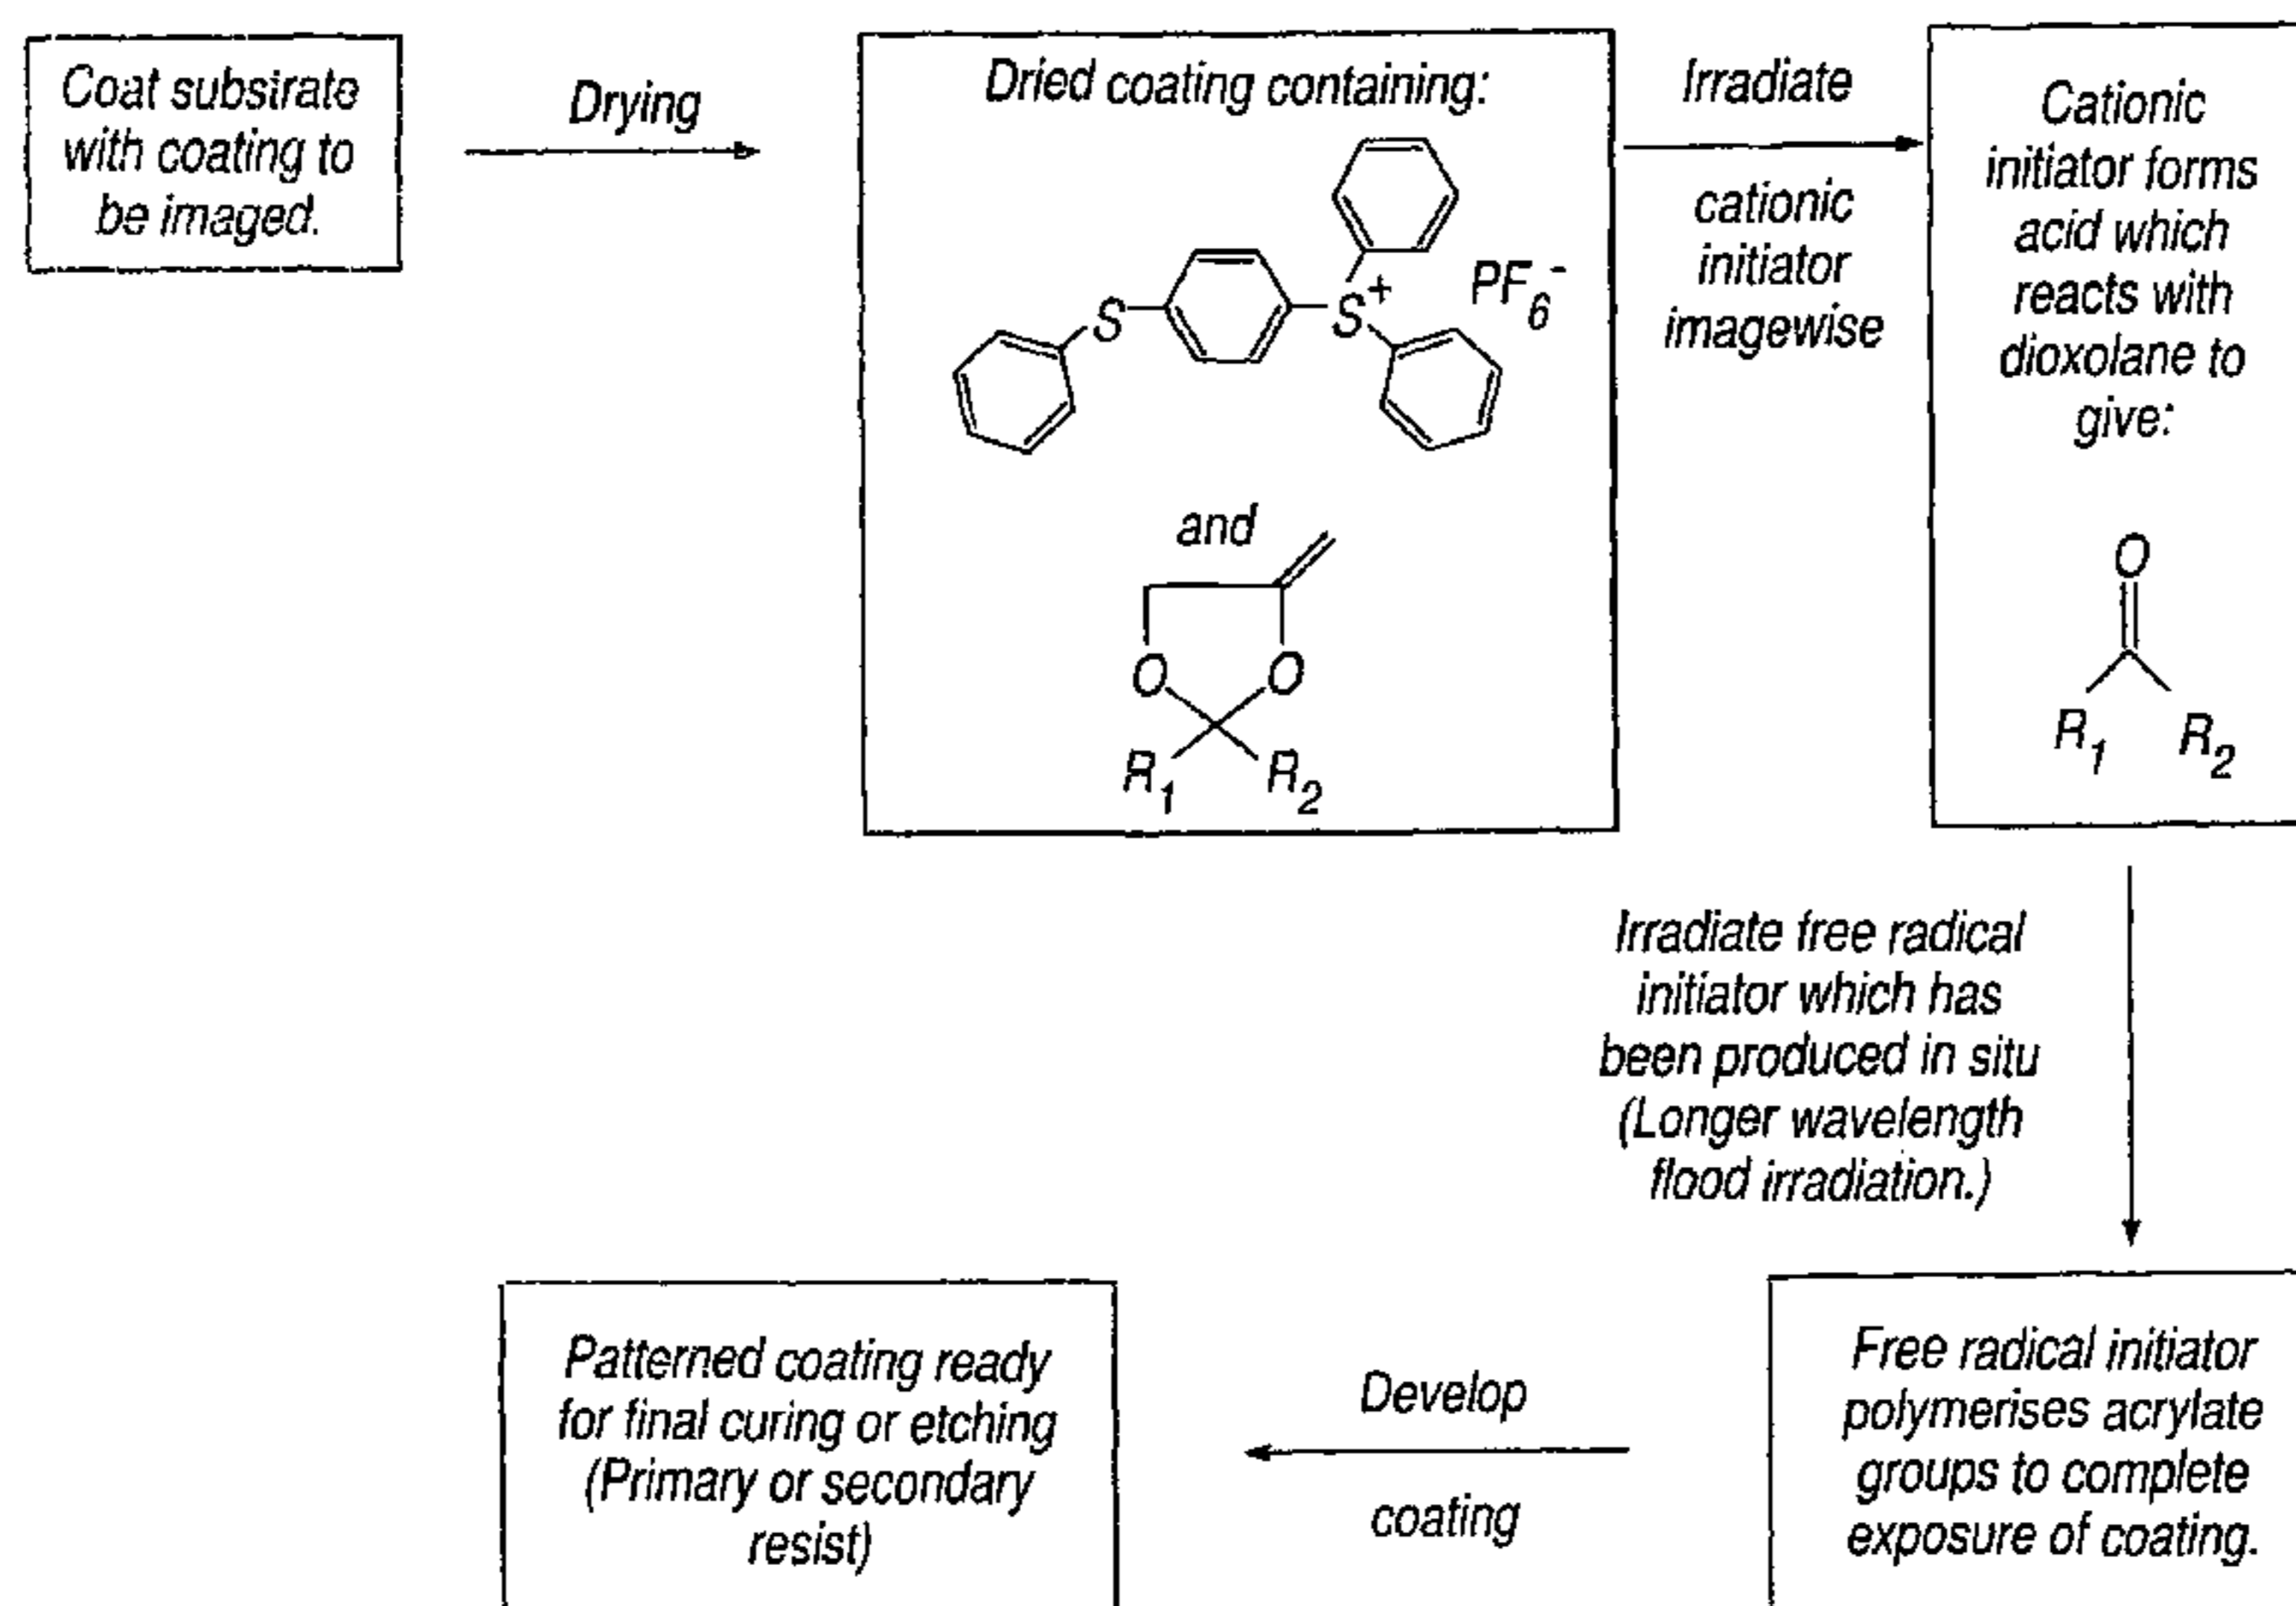 Coat substrate
with coating to
be imaged.
Drying
Dried coating containing:
S
S+
PF6-
and
O
O
R1
R2
Irradiate
cationic
initiator
imagewise
Cationic
initiator forms
acid which
reacts with
dioxolane to
give:
O
R1
R2
Irradiate free radical
initiator which has
been produced in situ
(Longer wavelength
flood irradiation.)
Free radical initiator
polymerises acrylate
groups to complete
exposure of coating.
Develop
coating
Patterned coating ready
for final curing or etching
(Primary or secondary
resist)